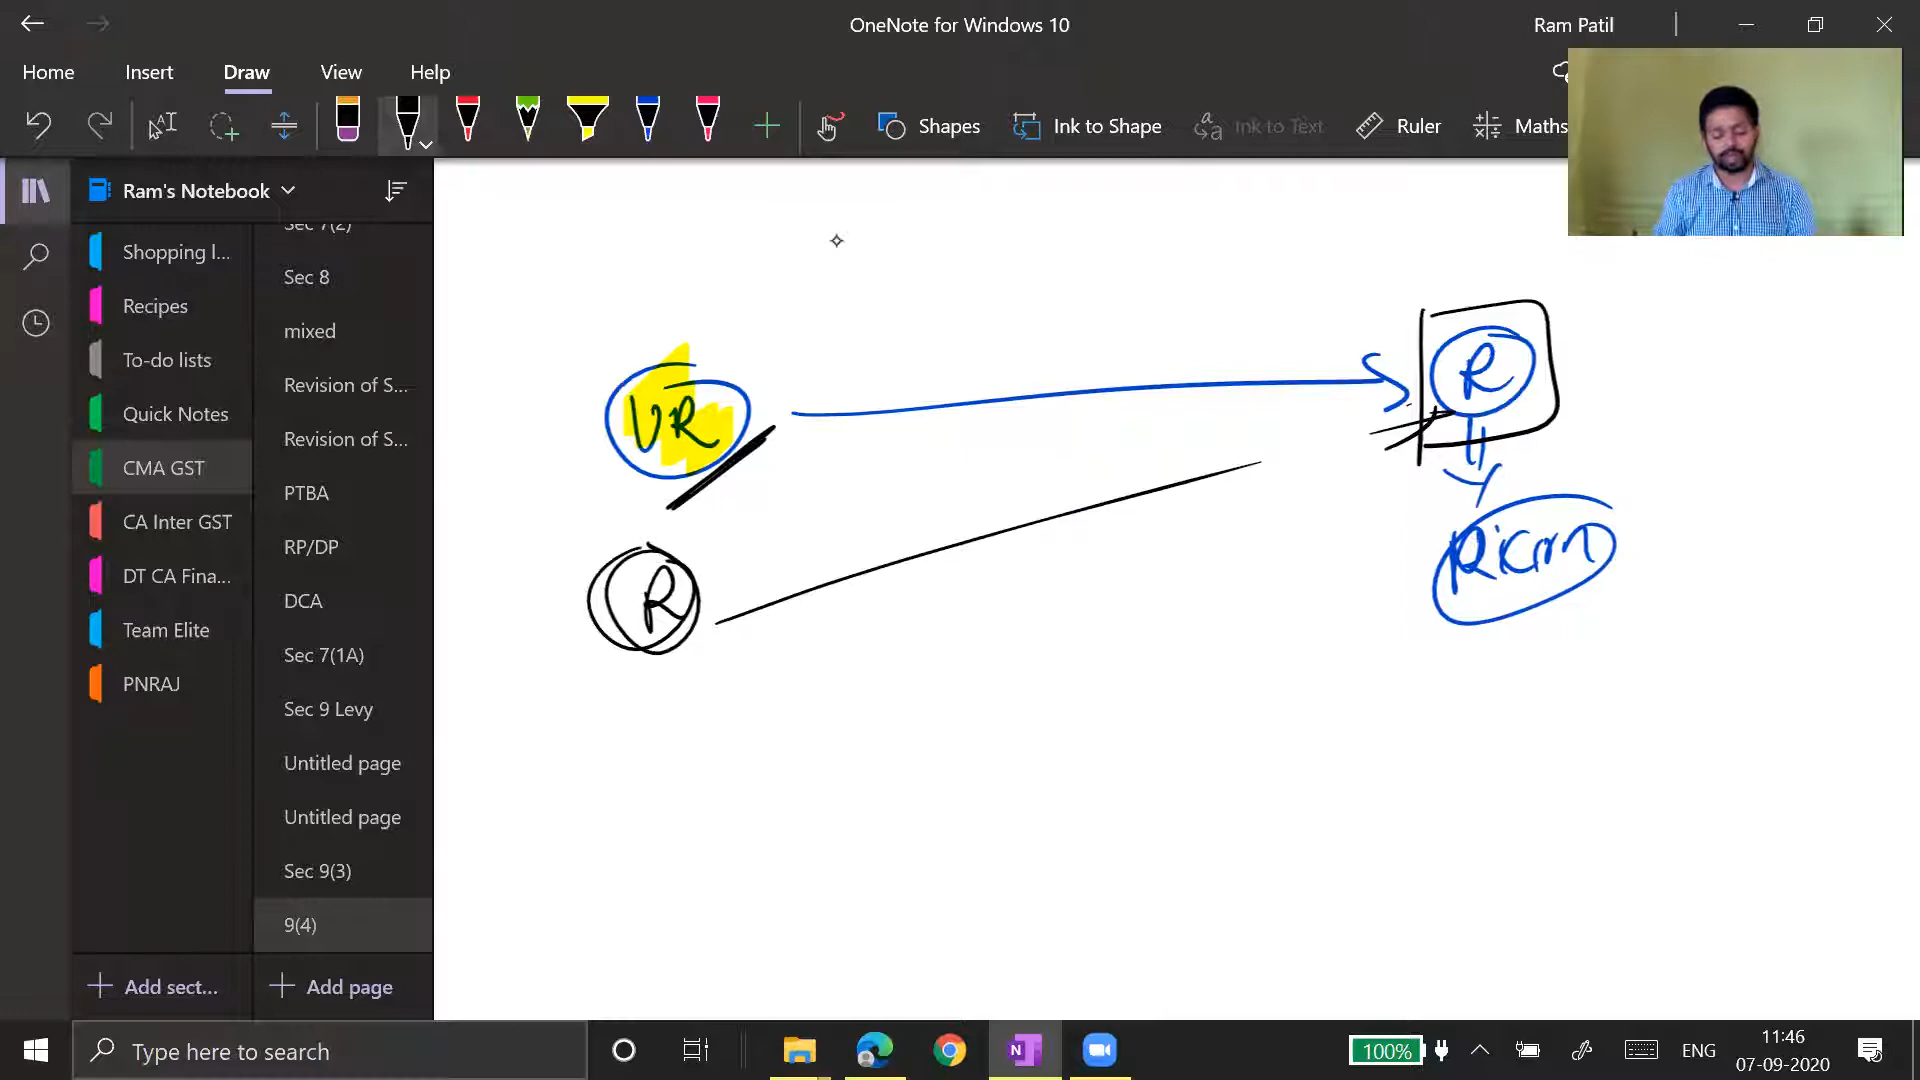 OneNote for Windows 10
Ram Patil
Home
Insert
Draw
View
Help
Shapes
Ink to Shape
Ink to Text
Ruler
Maths
Ram's Notebook
Shopping l...
Recipes
To-do lists
Quick Notes
CMA GST
CA Inter GST
DT CA Fina...
Team Elite
PNRAJ
Sec 7(2)
Sec 8
mixed
Revision of S...
Revision of S...
PTBA
RP/DP
DCA
Sec 7(1A)
Sec 9 Levy
Untitled page
Untitled page
Sec 9(3)
9(4)
Add sect...
Add page
UR
R
R
Type here to search
100%
ENG
11:46
07-09-2020